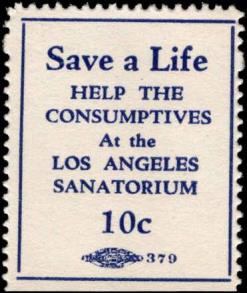 Save a Life
HELP THE
CONSUMPTIVES
At the
LOS ANGELES
SANATORIUM
10c
379